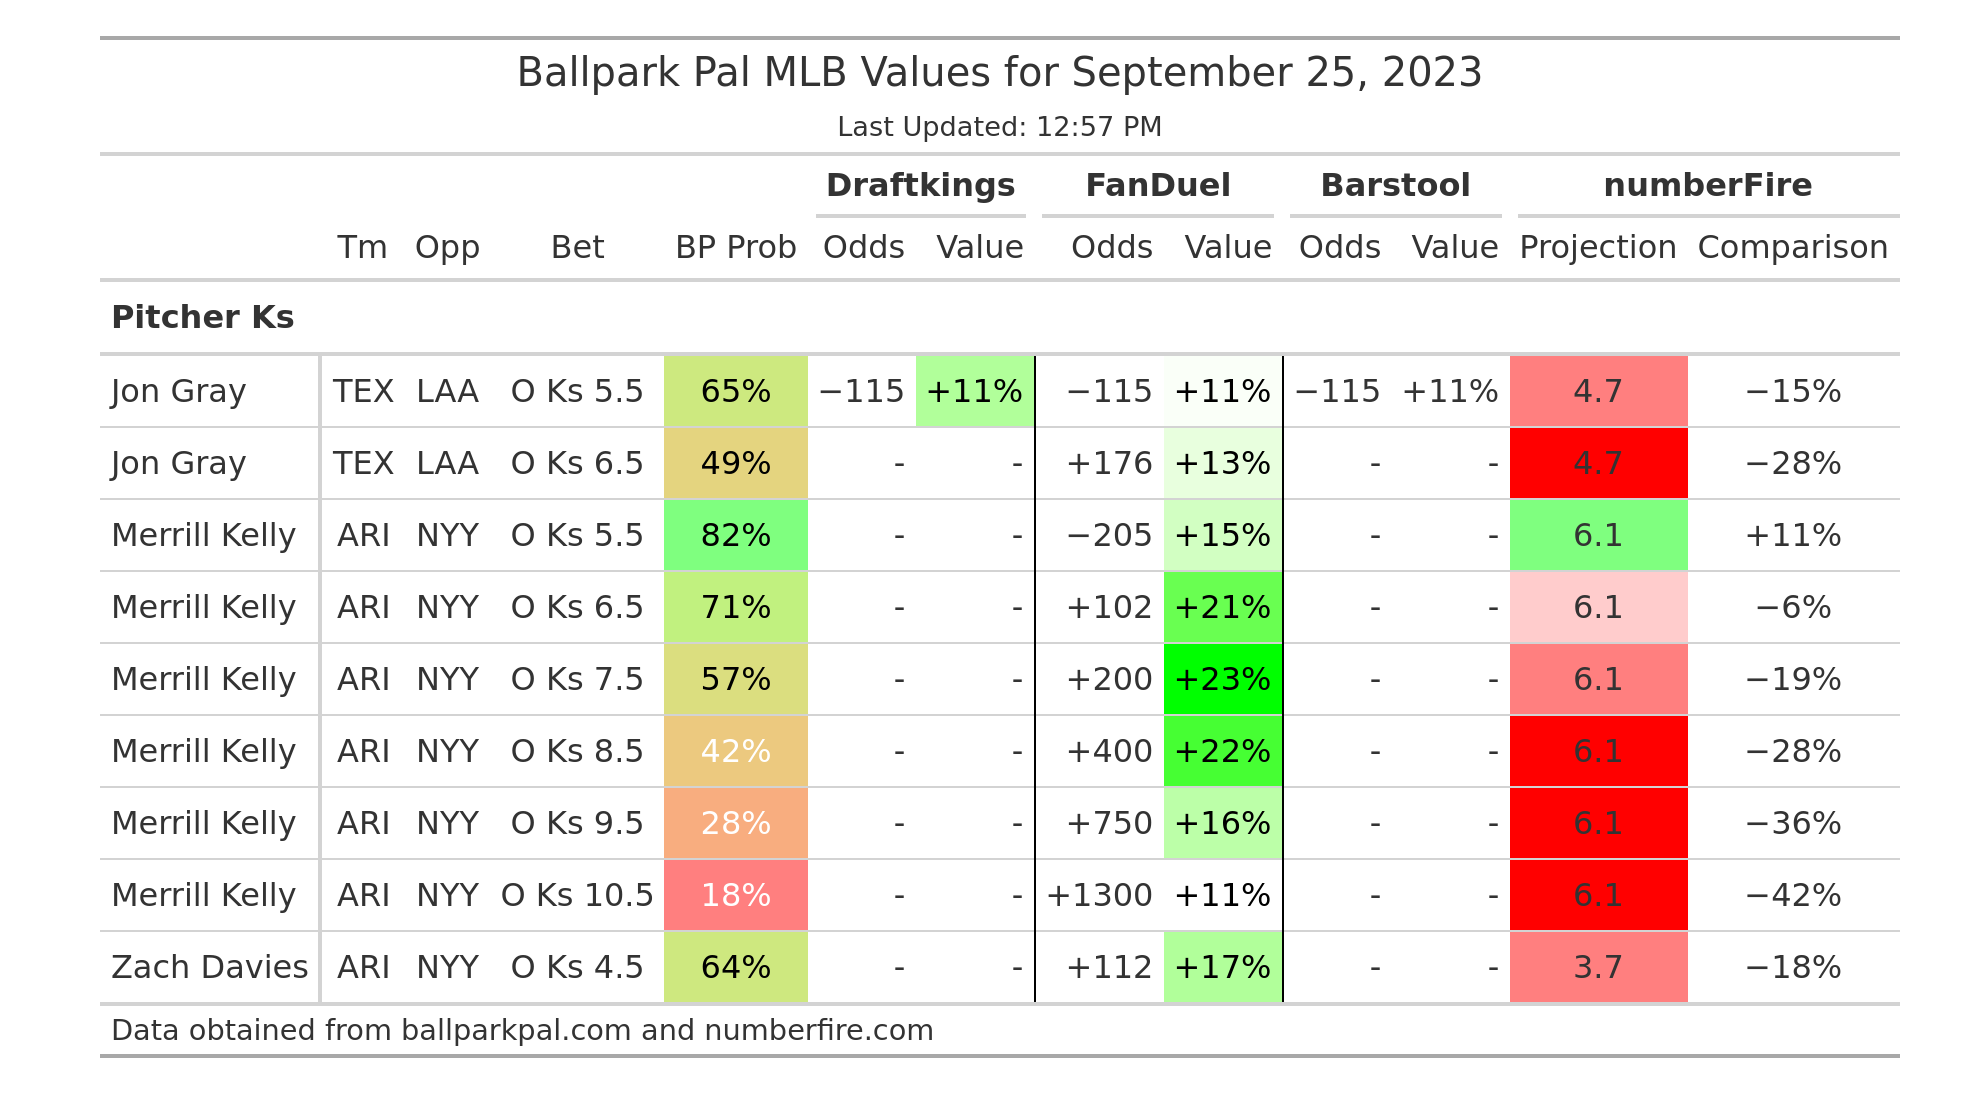 Ballpark Pal MLB Values for September 25, 2023
Last Updated: 12:57 PM
Draftkings FanDuel Barstool numberFire
Tm Opp Bet BP Prob Odds Value Odds Value Odds Value Projection Comparison
Pitcher Ks
Jon Gray TEX LAA O Ks 5.5 65% −115 +11% −115 +11% −115 +11% 4.7 −15%
Jon Gray TEX LAA O Ks 6.5 49% - - +176 +13% - - 4.7 −28%
Merrill Kelly ARI NYY O Ks 5.5 82% - - −205 +15% - - 6.1 +11%
Merrill Kelly ARI NYY O Ks 6.5 71% - - +102 +21% - - 6.1 −6%
Merrill Kelly ARI NYY O Ks 7.5 57% - - +200 +23% - - 6.1 −19%
Merrill Kelly ARI NYY O Ks 8.5 42% - - +400 +22% - - 6.1 −28%
Merrill Kelly ARI NYY O Ks 9.5 28% - - +750 +16% - - 6.1 −36%
Merrill Kelly ARI NYY O Ks 10.5 18% - - +1300 +11% - - 6.1 −42%
Zach Davies ARI NYY O Ks 4.5 64% - - +112 +17% - - 3.7 −18%
Data obtained from ballparkpal.com and numberfire.com